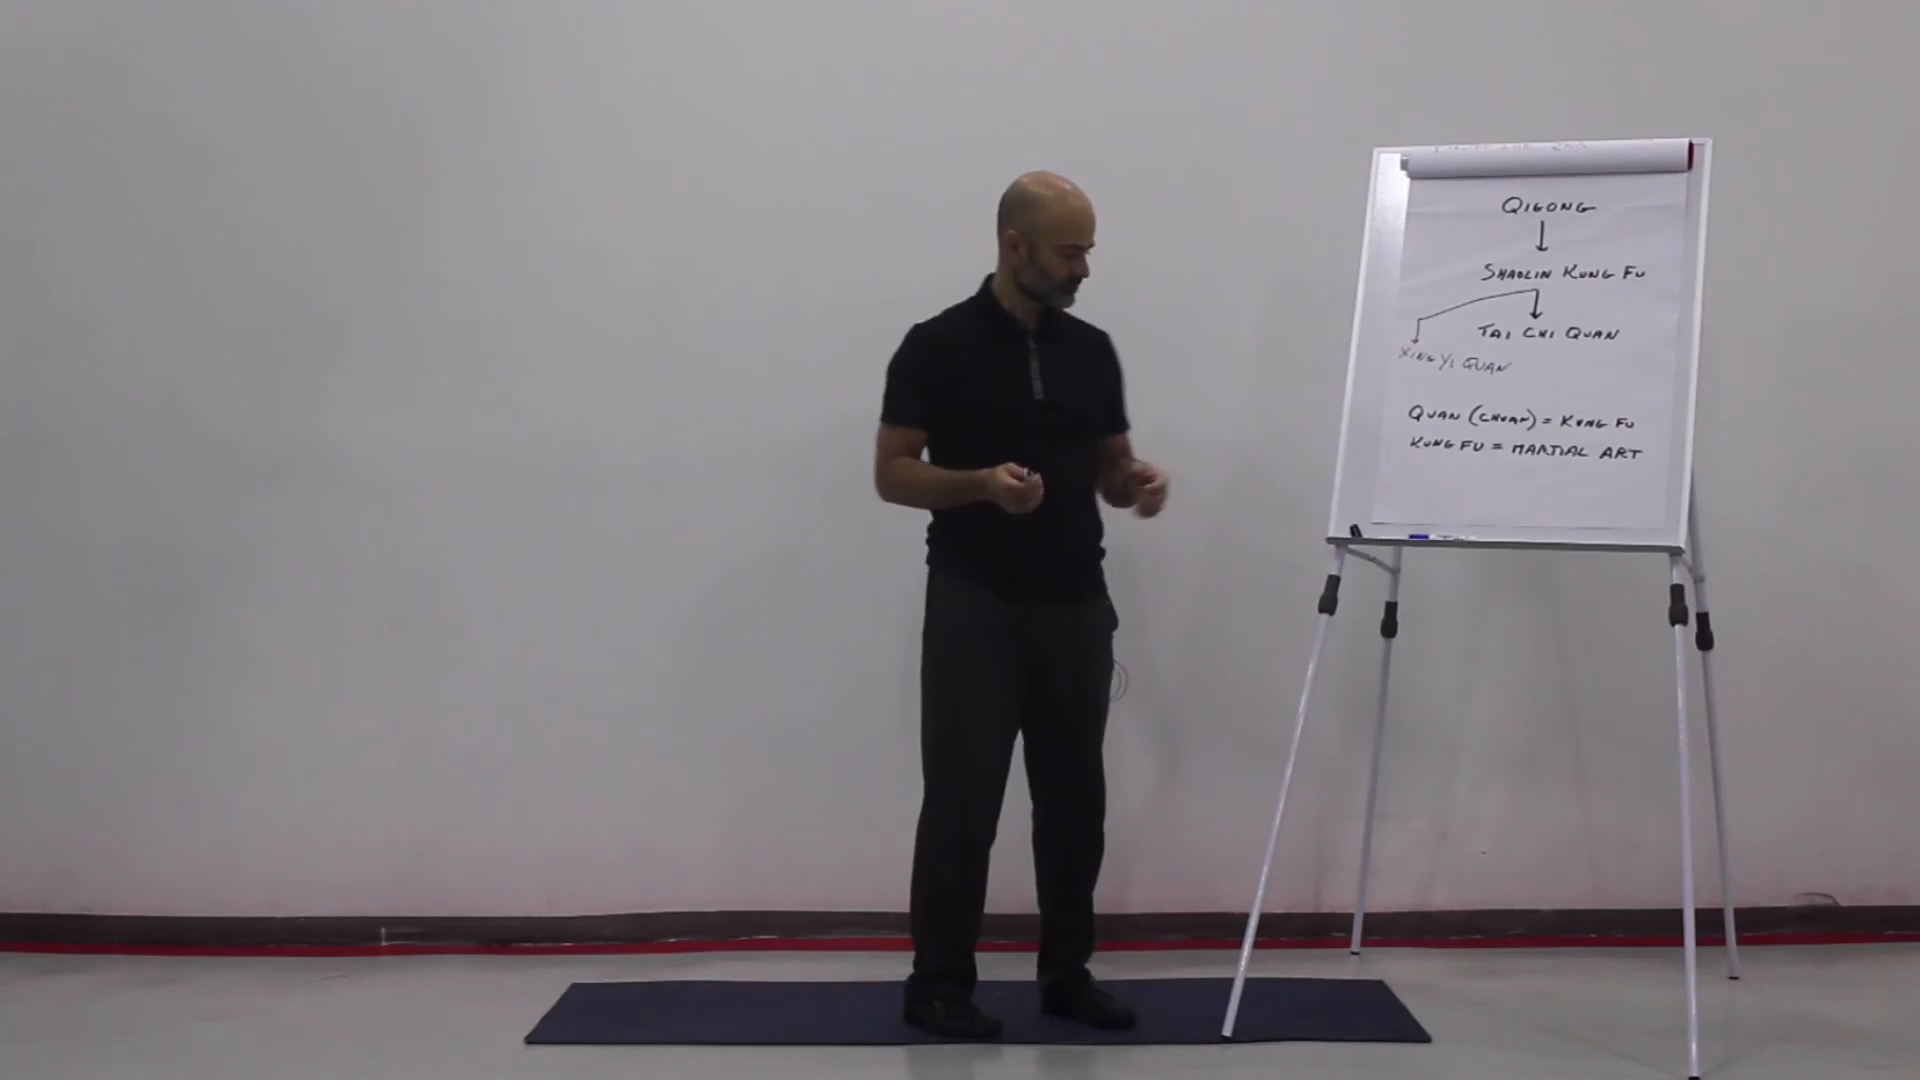 QIGONG
SHAOLIN KUNG FU
TAI CHI QUAN
XING YI QUAN
QUAN (CHUAN) = KUNG FU
KUNG FU = MARTIAL ART